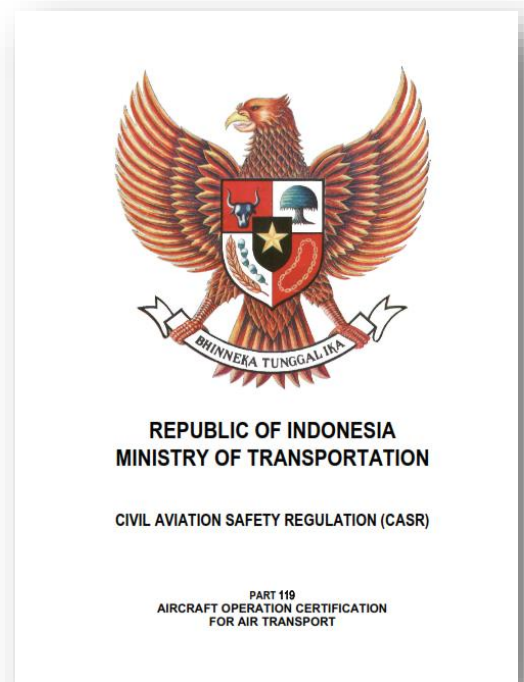 BHINNEKA TUNGGAL IKA
REPUBLIC OF INDONESIA
MINISTRY OF TRANSPORTATION
CIVIL AVIATION SAFETY REGULATION (CASR)
PART 119
AIRCRAFT OPERATION CERTIFICATION
FOR AIR TRANSPORT